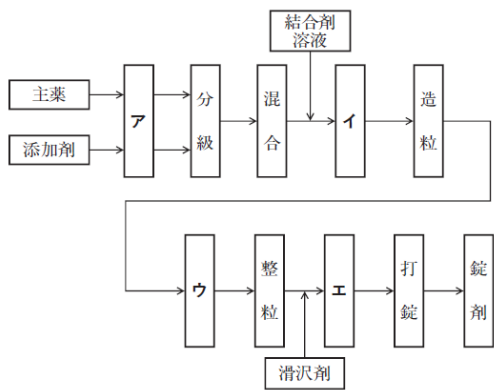 結合剤
溶液
主薬
添加剤
ア
分級
混合
イ
造粒
ウ
整粒
エ
打錠
錠剤
滑沢剤